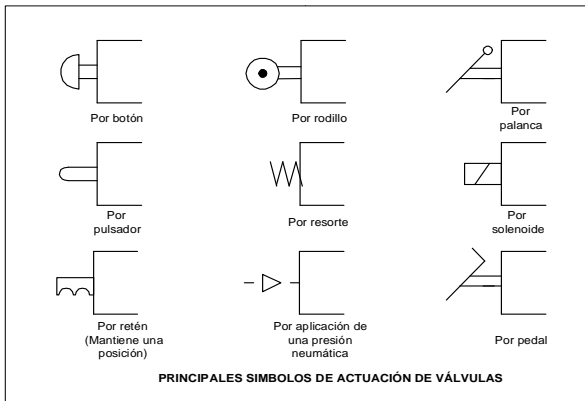 Por botón
Por rodillo
Por
palanca
Por
pulsador
Por resorte
Por
solenoide
Por retén
(Mantiene una
posición)
Por aplicación de
una presión
neumática
Por pedal
PRINCIPALES SIMBOLOS DE ACTUACIÓN DE VÁLVULAS